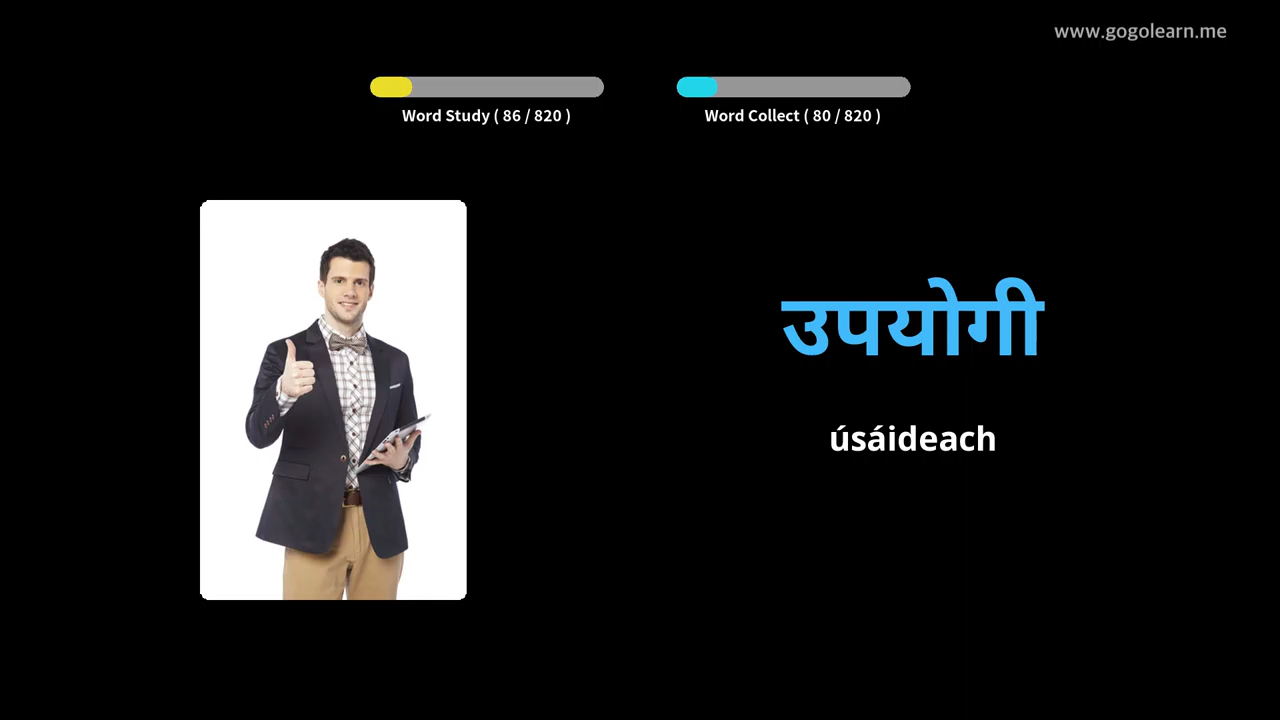 www.gogolearn.me
Word Study ( 86 / 820 )
Word Collect ( 80 / 820 )
उपयोगी
úsáideach